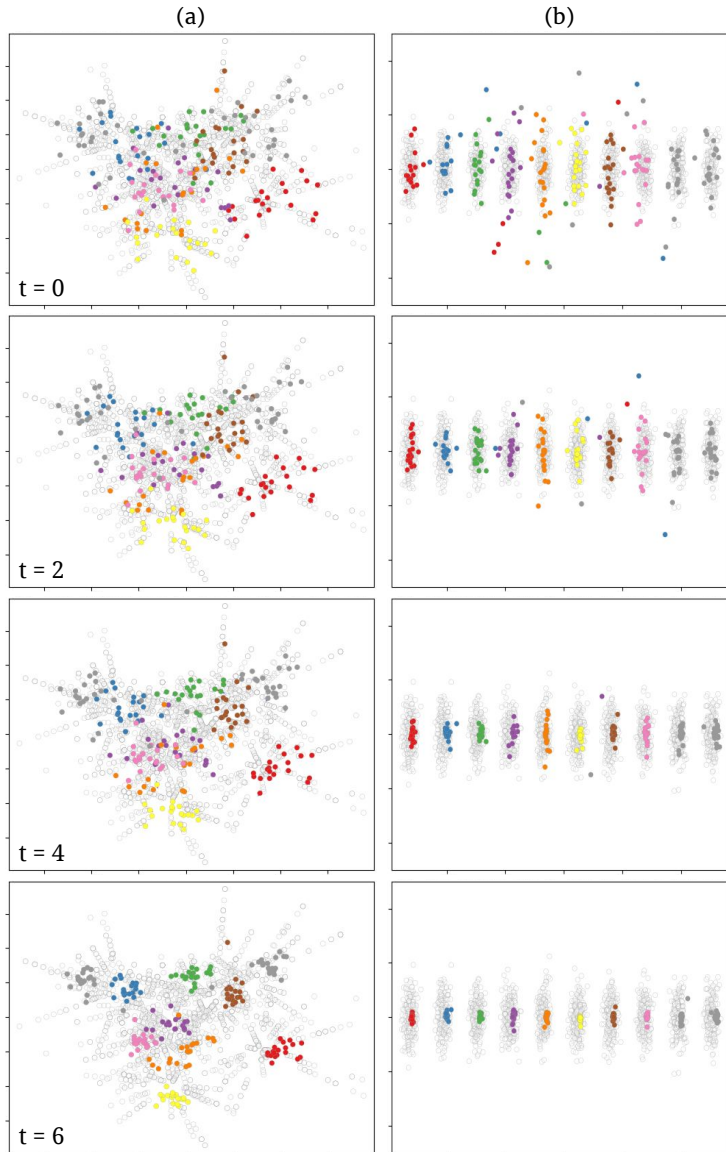 (a) (b)
t = 0
t = 2
t = 4
t = 6